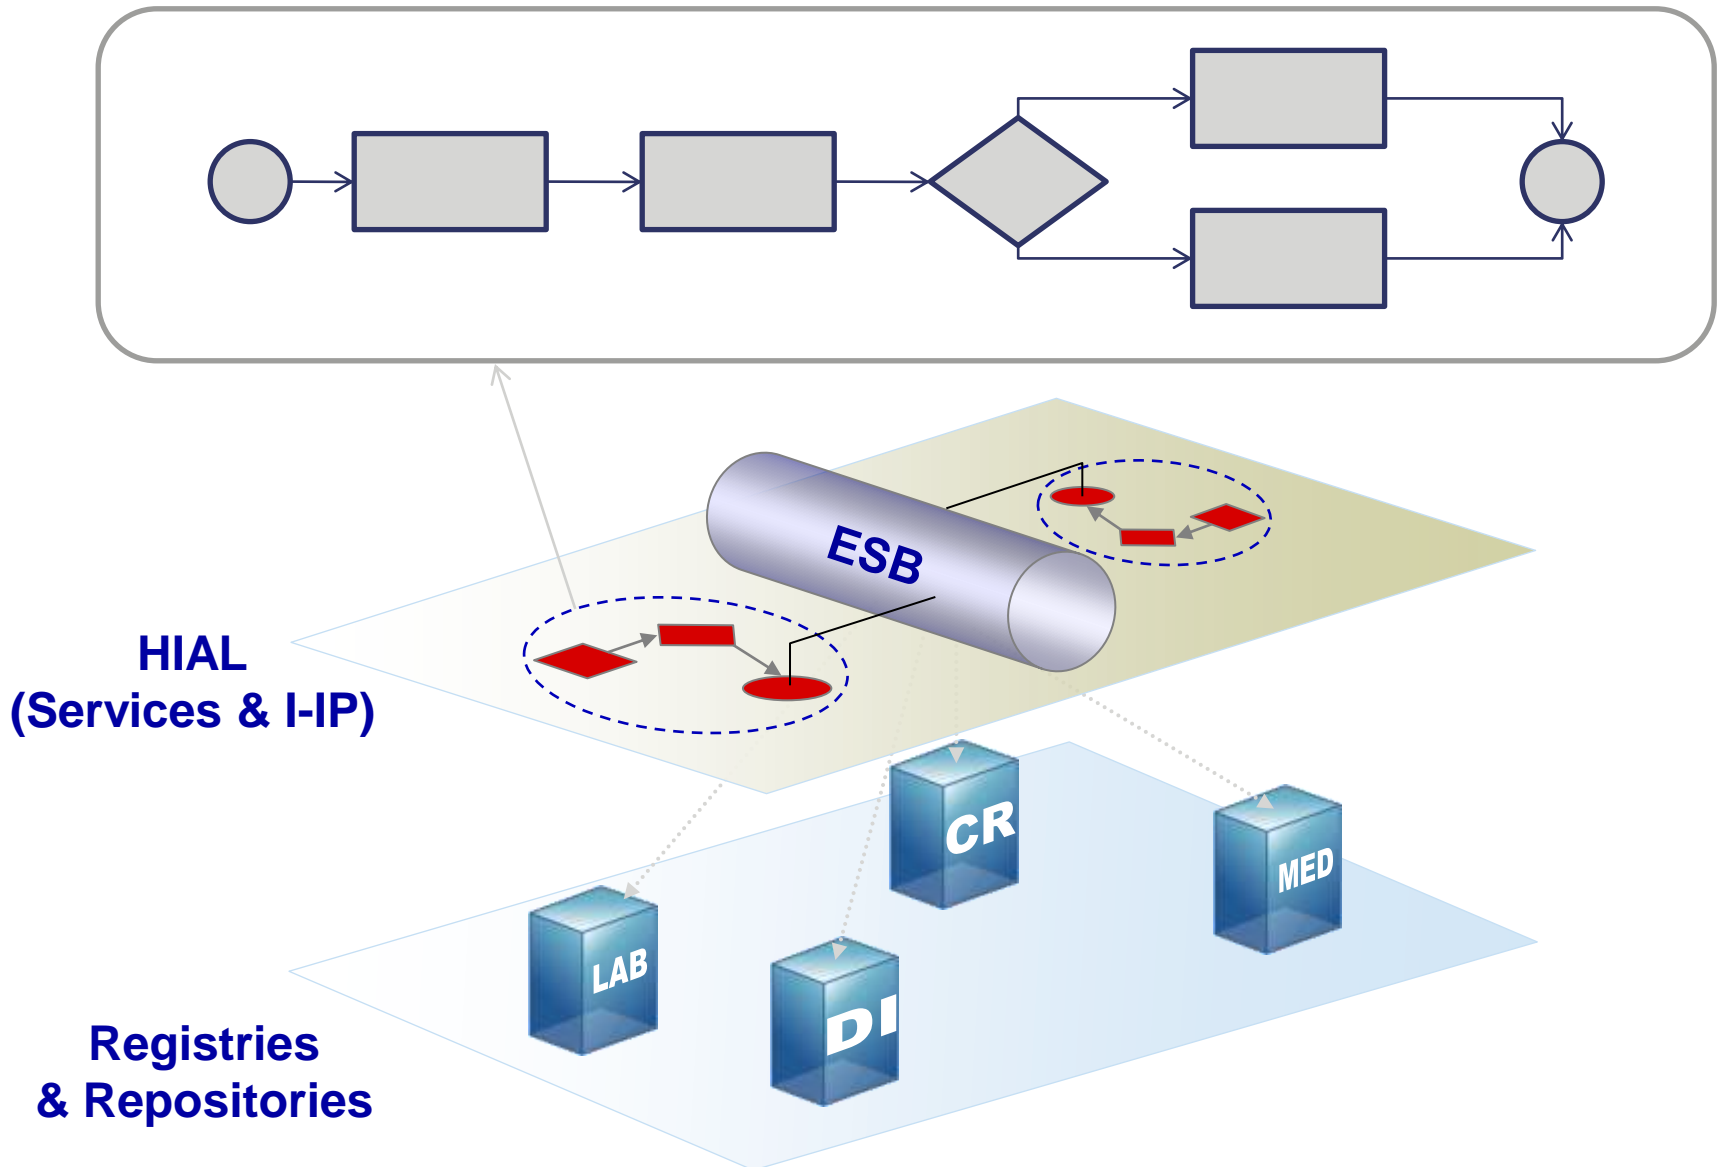 ESB
HIAL
(Services & I-IP)
CR
MED
LAB
DI
Registries
& Repositories